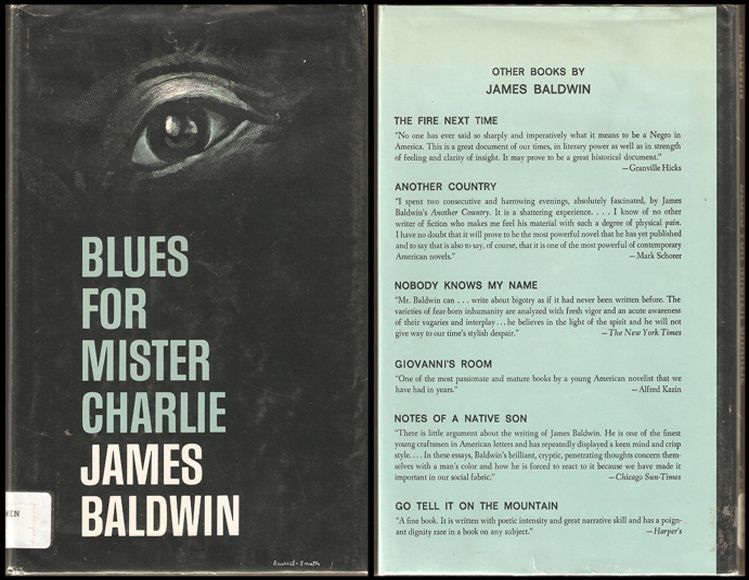 BLUES
FOR
MISTER
CHARLIE
JAMES
BALDWIN
WIN
OTHER BOOKS BY
JAMES BALDWIN
THE FIRE NEXT TIME
"No one has ever said so sharply and imperatively what it means to be a Negro in
America. This is a great document of our times, in literary power as well as in strength
of feeling and clarity of insight. It may prove to be a great historical document."
—Granville Hicks
ANOTHER COUNTRY
"I spent two consecutive and harrowing evenings, absolutely fascinated, by James
Baldwin's Another Country. It is a shattering experience. . . . I know of no other
writer of fiction who makes me feel his material with such a degree of physical pain.
I have no doubt that it will prove to be the most powerful novel that he has yet published
and to say that is also to say, of course, that it is one of the most powerful of contemporary
American novels." —Mark Schorer
NOBODY KNOWS MY NAME
"Mr. Baldwin can . . . write about bigotry as if it had never been written before. The
varieties of fear-born inhumanity are analyzed with fresh vigor and an acute awareness
of their vagaries and interplay . . . he believes in the light of the spirit and he will not
give way to our time's stylish despair." —The New York Times
GIOVANNI'S ROOM
"One of the most passionate and mature books by a young American novelist that we
have had in years." —Alfred Kazin
NOTES OF A NATIVE SON
"There is little argument about the writing of James Baldwin. He is one of the finest
young craftsmen in American letters and has repeatedly displayed a keen mind and crisp
style. . . . In these essays, Baldwin's brilliant, cryptic, penetrating thoughts concern them-
selves with a man's color and how he is forced to react to it because we have made it
important in our social fabric." —Chicago Sun-Times
GO TELL IT ON THE MOUNTAIN
"A fine book. It is written with poetic intensity and great narrative skill and has a poign-
ant dignity rare in a book on any subject." —Harper's